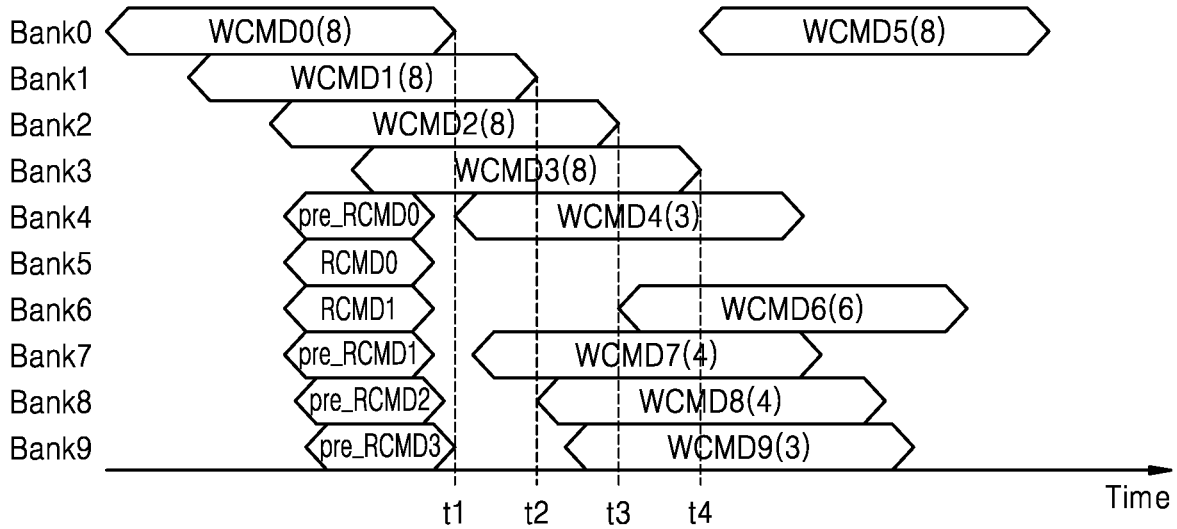 Bank0 WCMD0(8) WCMD5(8)
Bank1 WCMD1(8)
Bank2 WCMD2(8)
Bank3 WCMD3(8)
Bank4 pre_RCMD0 WCMD4(3)
Bank5 RCMD0
Bank6 RCMD1 WCMD6(6)
Bank7 pre_RCMD1 WCMD7(4)
Bank8 pre_RCMD2 WCMD8(4)
Bank9 pre_RCMD3 WCMD9(3)
Time
t1 t2 t3 t4